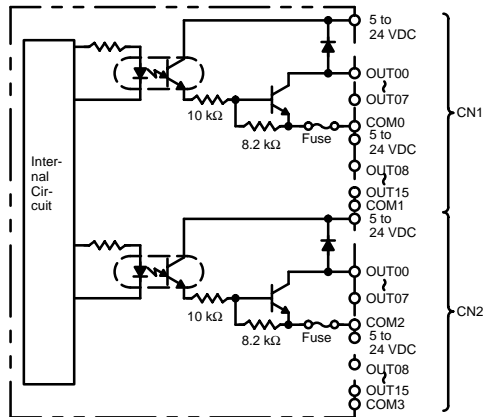 5 to
24 VDC
OUT00
~
OUT07
10 kΩ
COM0
8.2 kΩ
Fuse
5 to
24 VDC
CN1
Inter-
nal
Cir-
cuit
OUT08
~
OUT15
COM1
5 to
24 VDC
OUT00
~
OUT07
10 kΩ
COM2
8.2 kΩ
Fuse
5 to
24 VDC
CN2
OUT08
~
OUT15
COM3